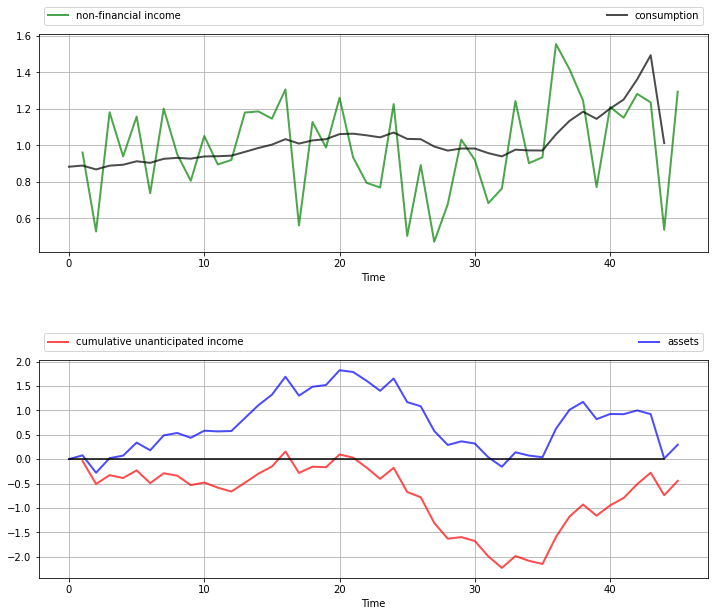 non-financial income consumption
1.6
1.4
1.2
1.0
0.8
0.6
0 10 20 30 40
Time
cumulative unanticipated income assets
2.0
1.5
1.0
0.5
0.0
−0.5
−1.0
−1.5
−2.0
0 10 20 30 40
Time